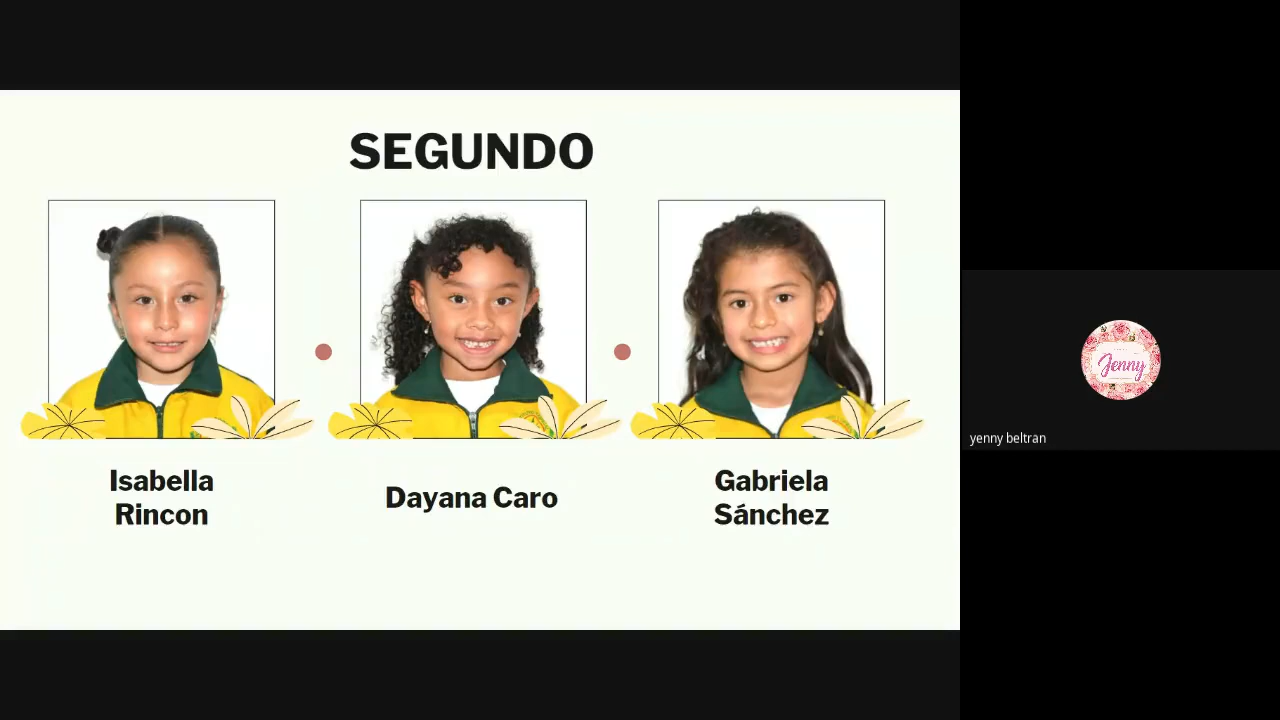 SEGUNDO
Isabella
Rincon
Dayana Caro
Gabriela
Sánchez
Jenny
yenny beltran